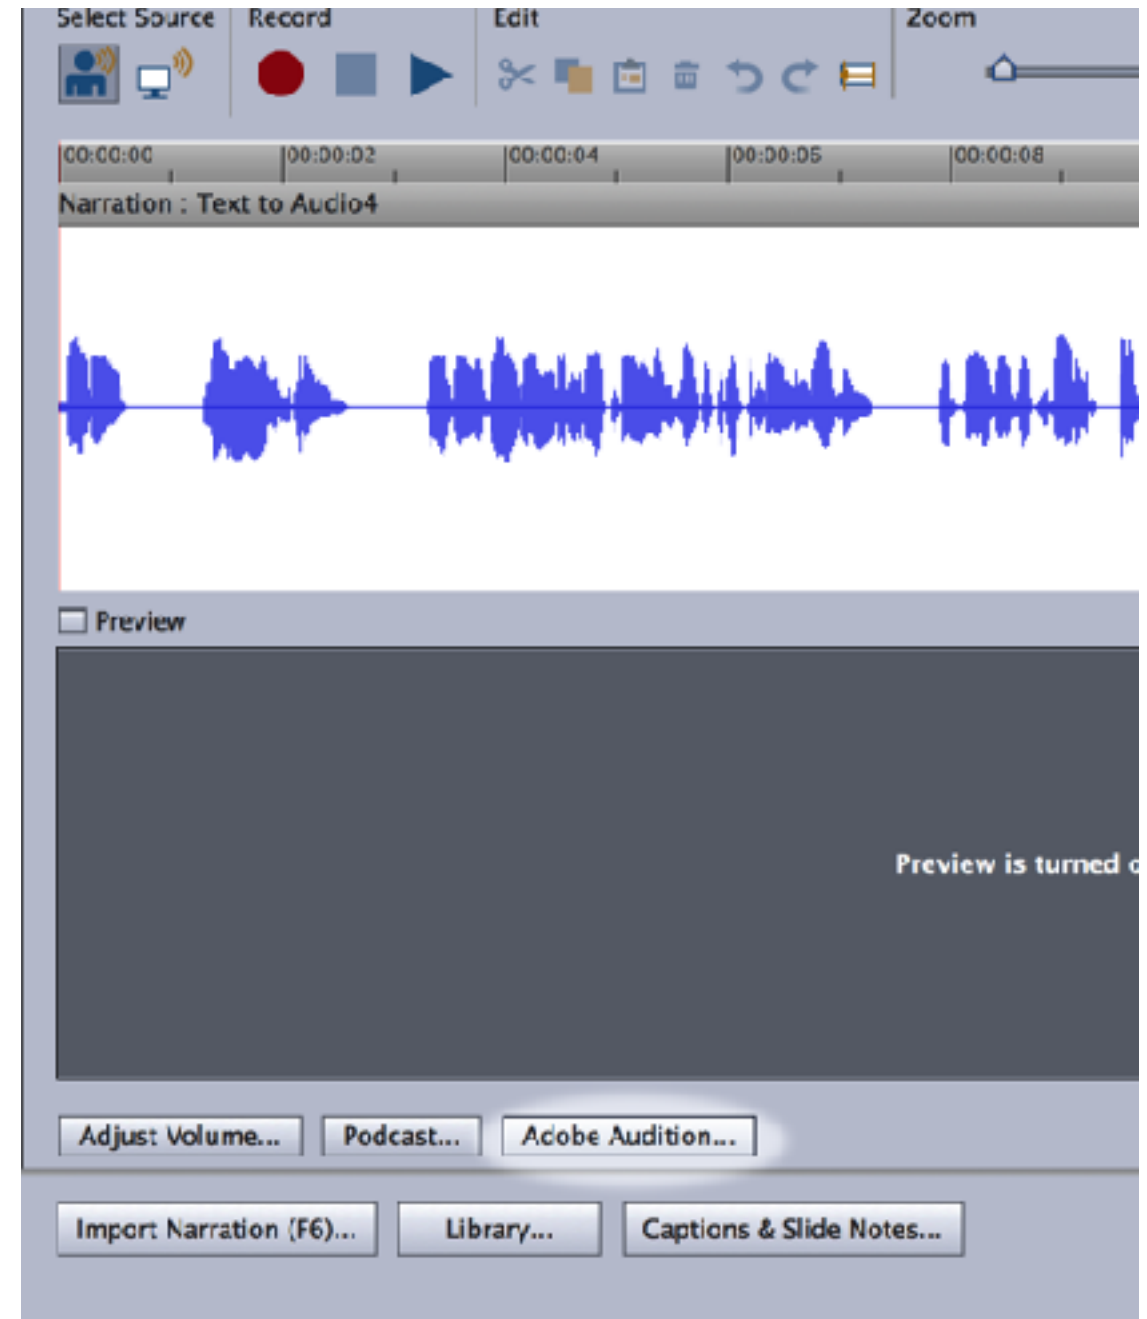 Select Source Record Edit Zoom
00:00:00 00:00:02 00:00:04 00:00:05 00:00:08
Narration : Text to Audio4
Preview
Preview is turned
Adjust Volume... Podcast... Adobe Audition...
Import Narration (F6)... Library... Captions & Slide Notes...